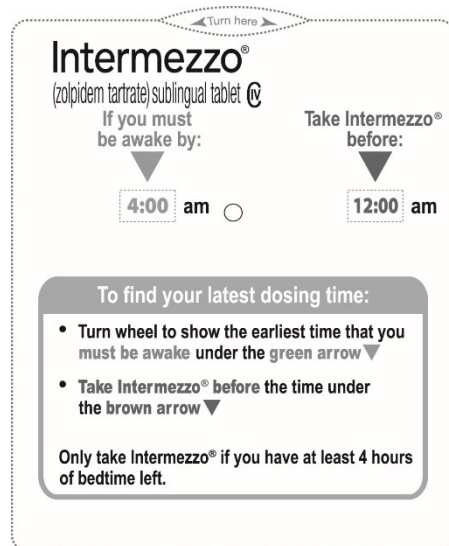 Turn here
Intermezzo®
(zolpidem tartrate) sublingual tablet CIV
If you must
be awake by:
Take Intermezzo®
before:
4:00 am
12:00 am
To find your latest dosing time:
• Turn wheel to show the earliest time that you
must be awake under the green arrow
• Take Intermezzo® before the time under
the brown arrow
Only take Intermezzo® if you have at least 4 hours
of bedtime left.